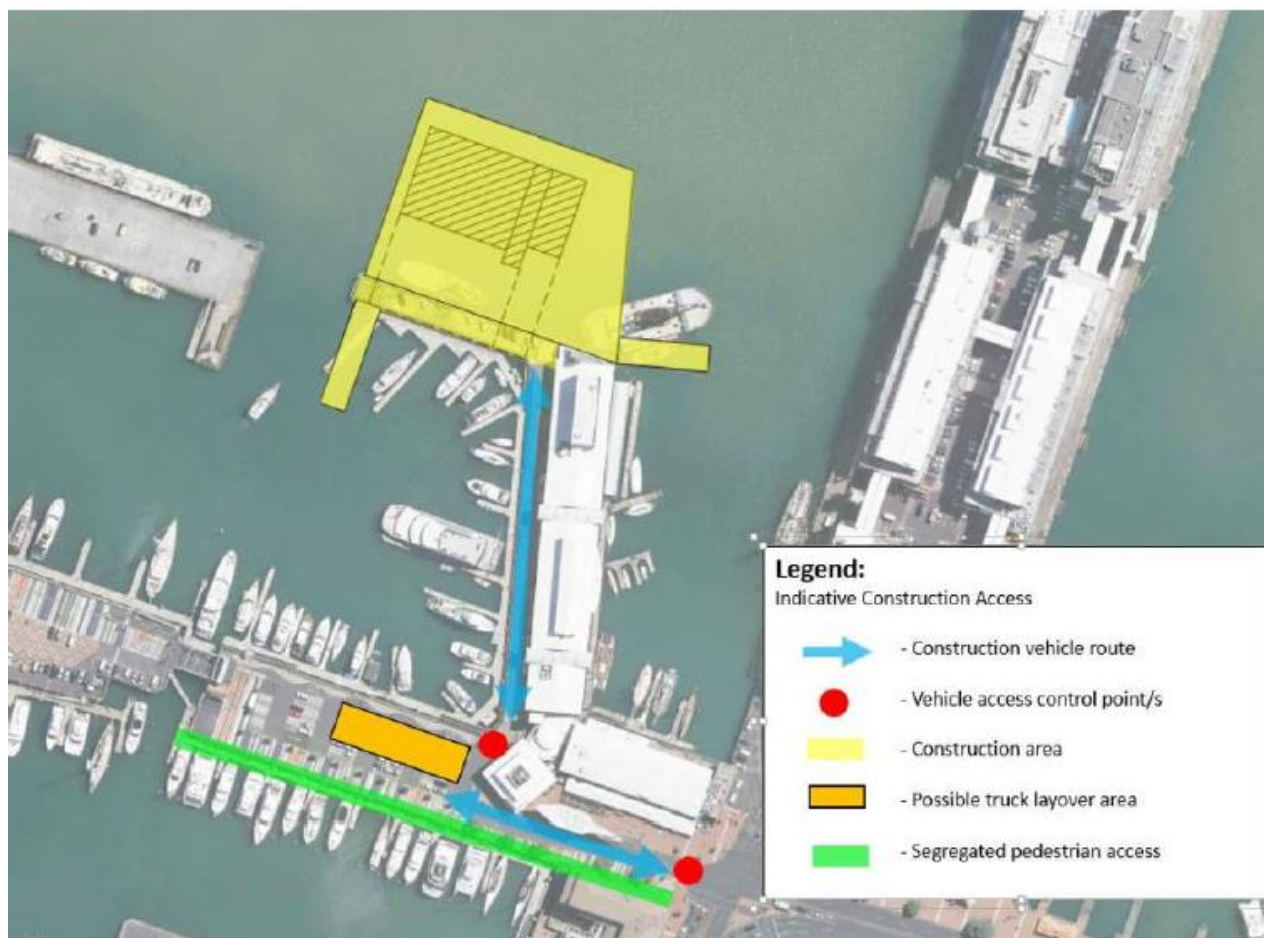 Legend:
Indicative Construction Access
- Construction vehicle route
- Vehicle access control point/s
- Construction area
- Possible truck layover area
- Segregated pedestrian access